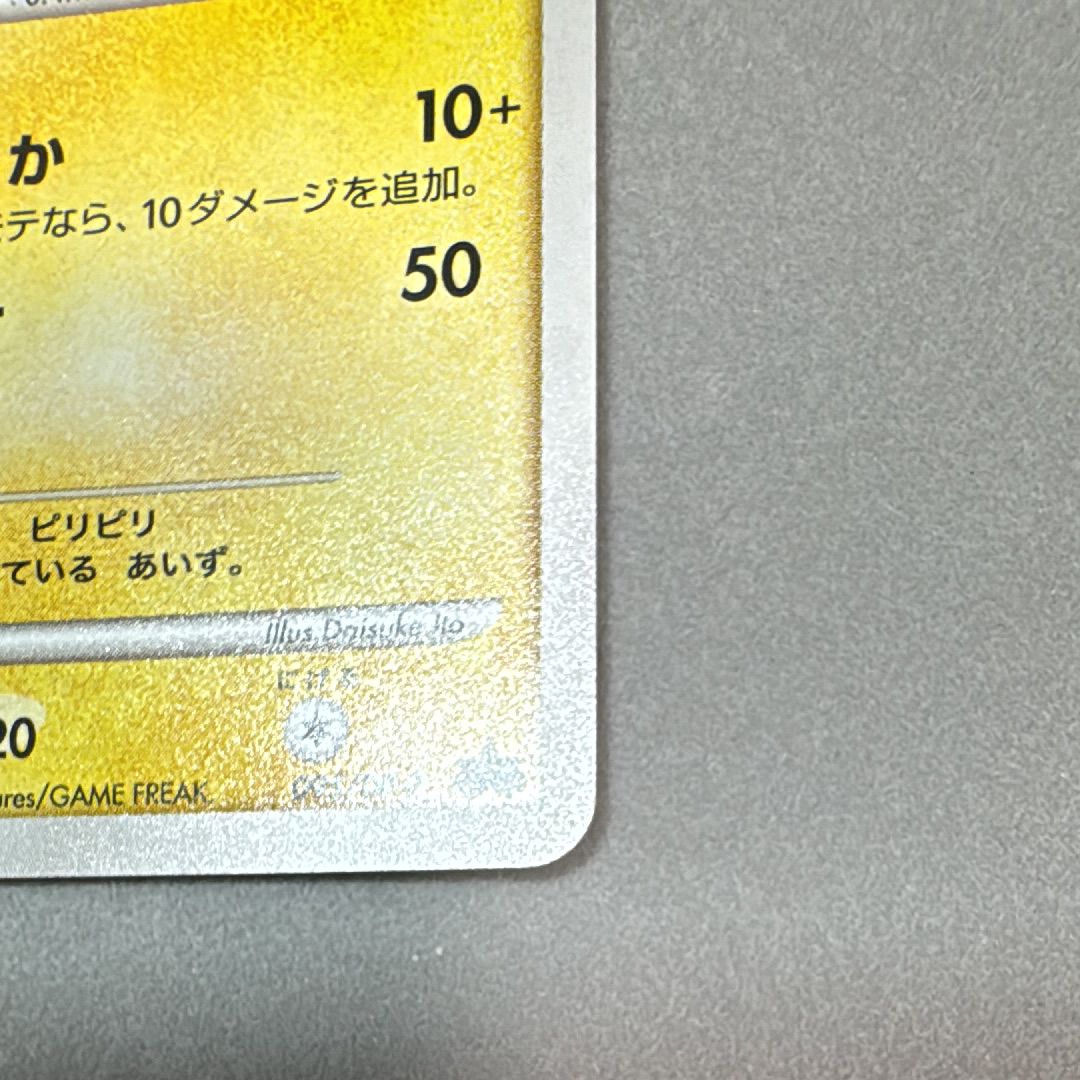 か 10+
モテなら、10ダメージを追加。
50
ピリピリ
ている あいず。
Illus. Daisuke Ito
にげる
20
ures/GAME FREAK.